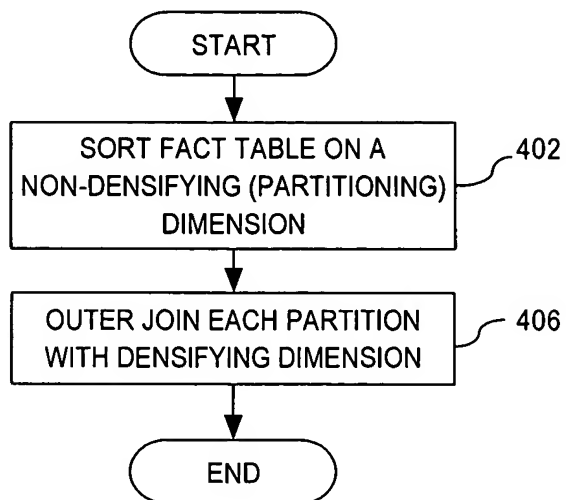 START
SORT FACT TABLE ON A
NON-DENSIFYING (PARTITIONING)
DIMENSION
402
OUTER JOIN EACH PARTITION
WITH DENSIFYING DIMENSION
406
END